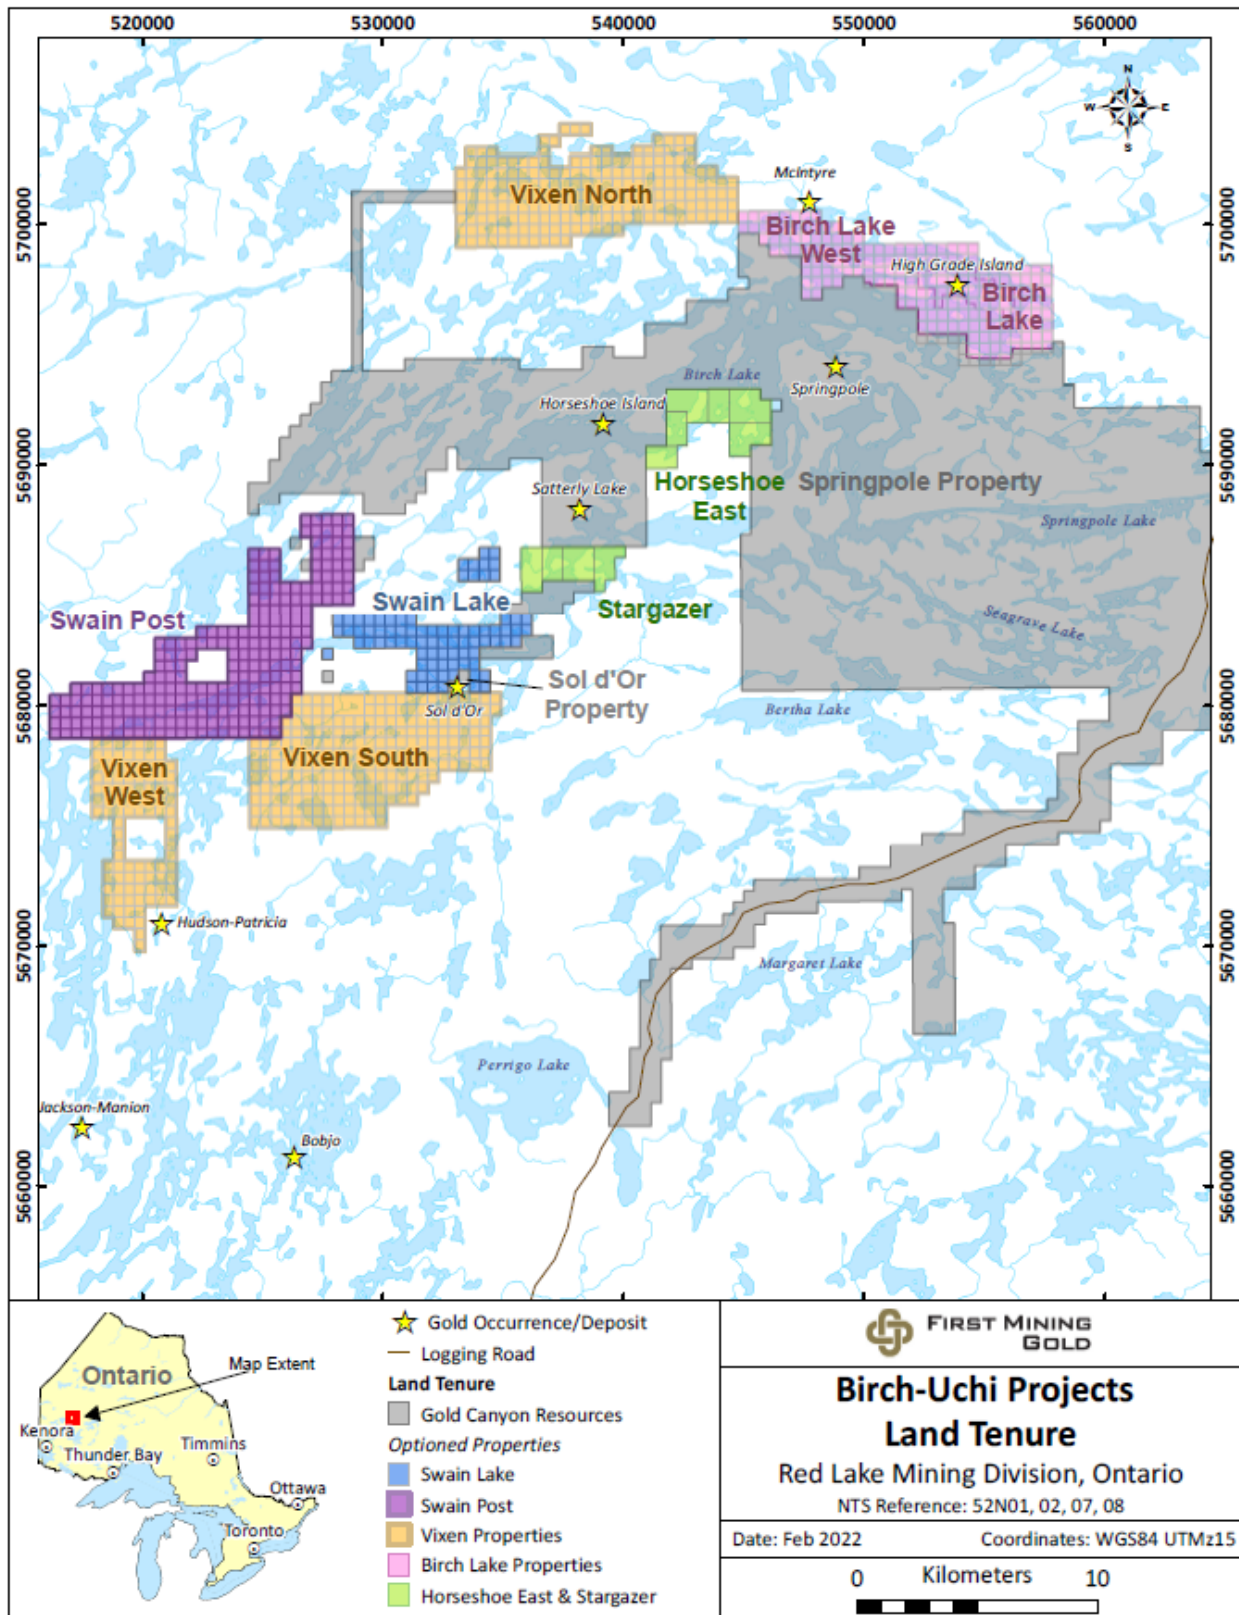 520000
530000
540000
550000
560000
N
W
E
S
McIntyre
Vixen North
5700000
5700000
Birch Lake
West
High Grade Island
Birch
Lake
Birch Lake
Springpole
Horseshoe Island
5690000
5690000
Satterly Lake
Horseshoe
East
Springpole Property
Springpole Lake
Swain Post
Swain Lake
Stargazer
Seagrave Lake
Sol d'Or
Property
Sol d'Or
Bertha Lake
5680000
5680000
Vixen
West
Vixen South
Hudson-Patricia
5670000
5670000
Margaret Lake
Perrigo Lake
Jackson-Manion
Bobjo
5660000
5660000
Ontario
Map Extent
Kenora
Thunder Bay
Timmins
Ottawa
Toronto
Gold Occurrence/Deposit
Logging Road
Land Tenure
Gold Canyon Resources
Optioned Properties
Swain Lake
Swain Post
Vixen Properties
Birch Lake Properties
Horseshoe East & Stargazer
FIRST MINING
GOLD
Birch-Uchi Projects
Land Tenure
Red Lake Mining Division, Ontario
NTS Reference: 52N01, 02, 07, 08
Date: Feb 2022
Coordinates: WGS84 UTMz15
0 Kilometers 10